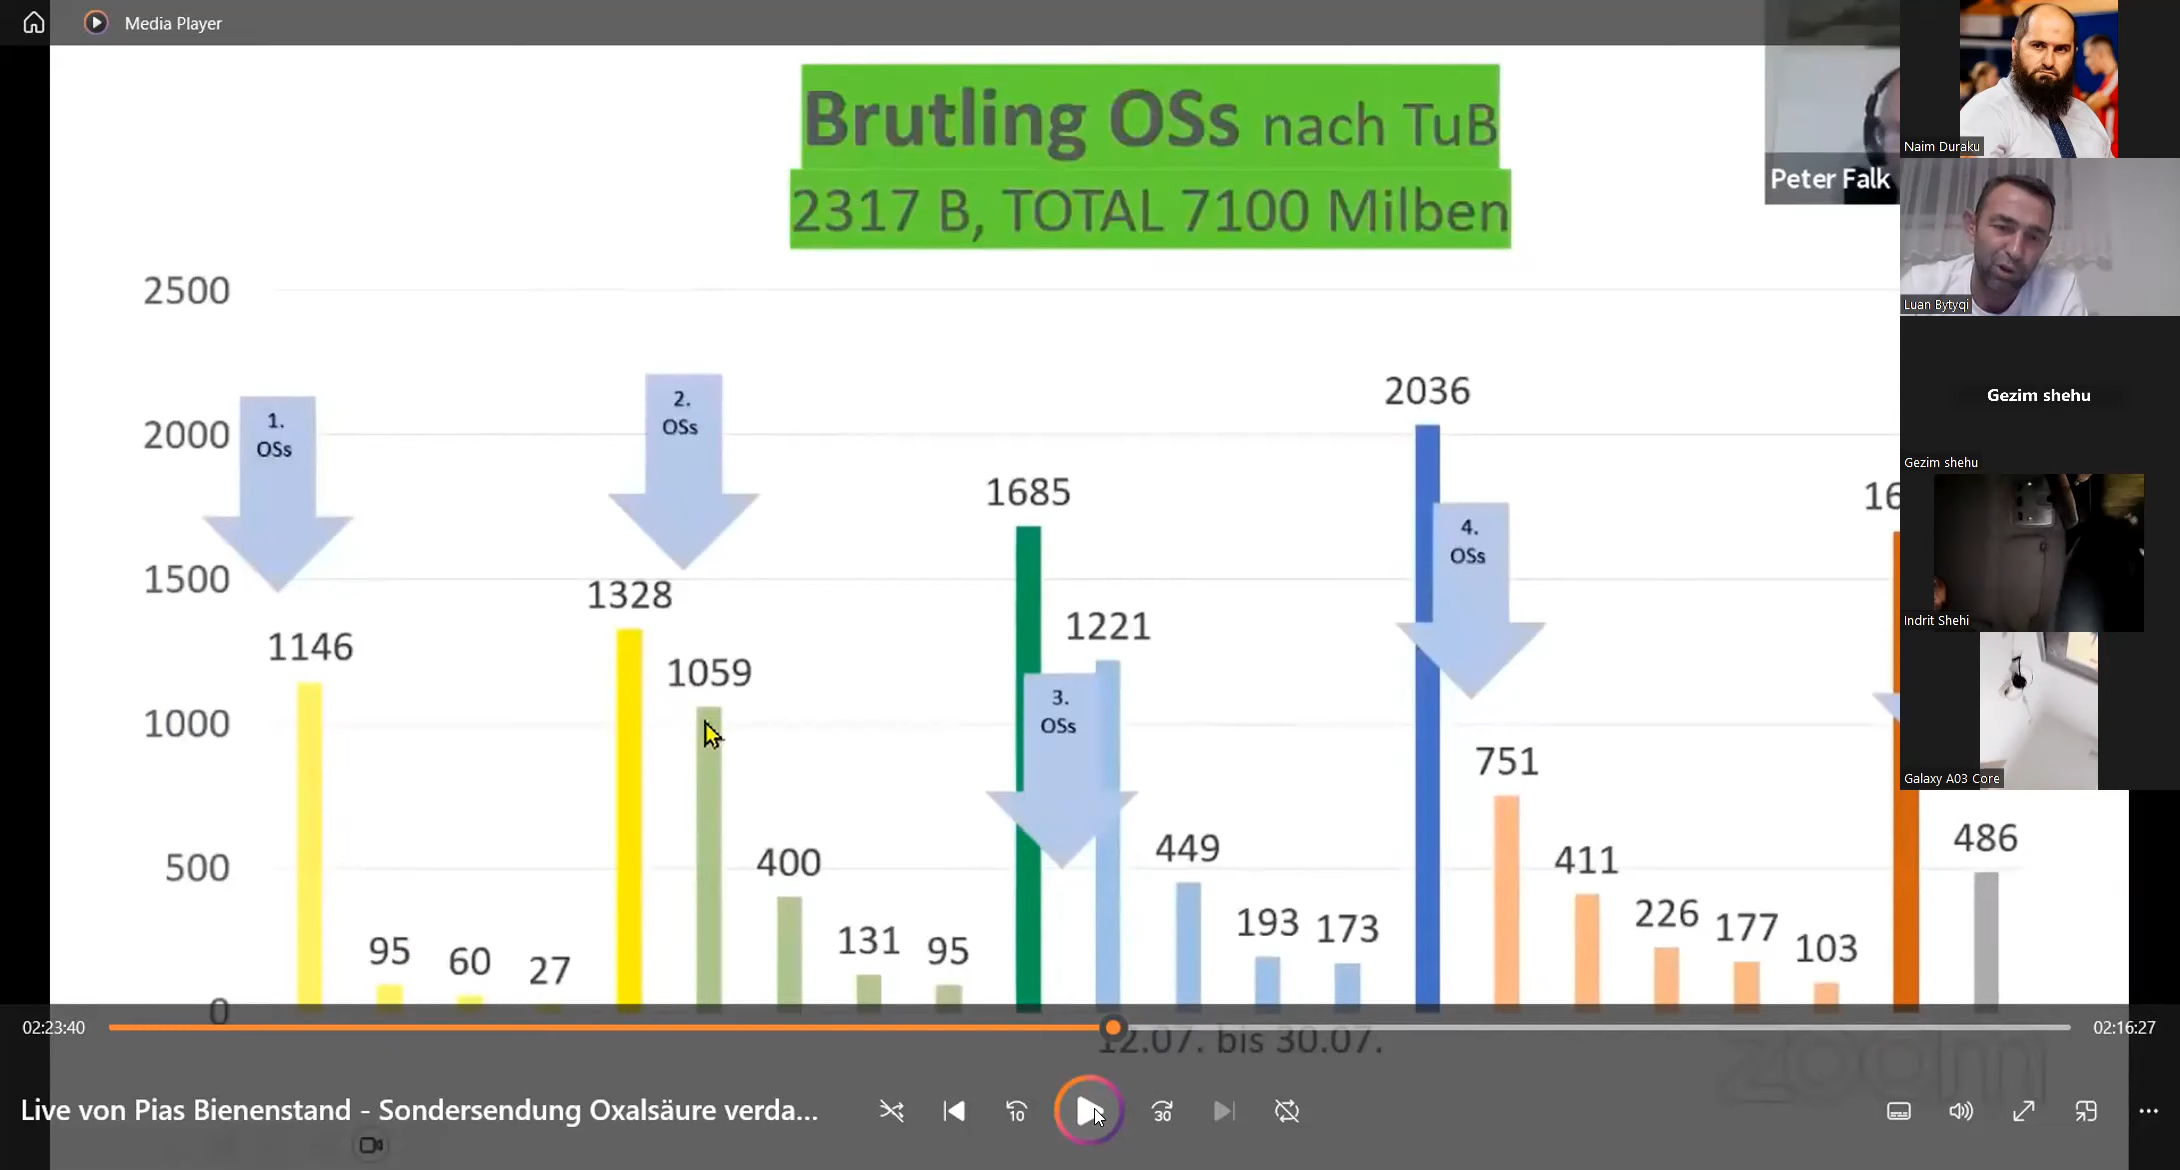 Media Player
Brutling OSs nach TuB
2317 B, TOTAL 7100 Milben
Peter Falk
Naim Duraku
Luan Bytyqi
Gezim shehu
Gezim shehu
Indrit Shehi
Galaxy A03 Core
2500
2000
1500
1000
500
0
1.
OSs
2.
OSs
3.
OSs
4.
OSs
1146
95
60
27
1328
1059
400
131
95
1685
1221
449
193
173
2036
751
411
226
177
103
486
12.07. bis 30.07.
02:23:40
02:16:27
zoom
Live von Pias Bienenstand - Sondersendung Oxalsäure verda...
10
30